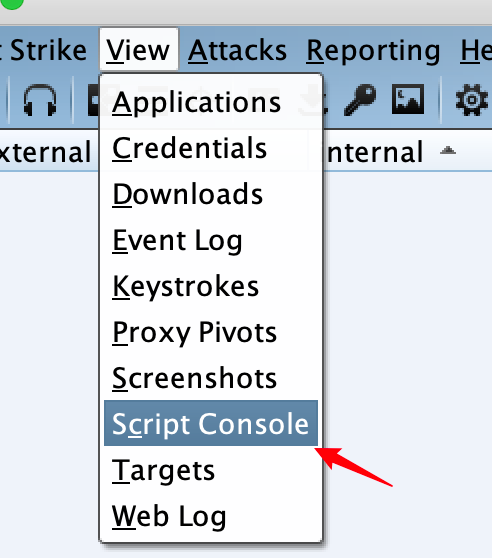 t Strike View Attacks Reporting He
xternal internal
Applications
Credentials
Downloads
Event Log
Keystrokes
Proxy Pivots
Screenshots
Script Console
Targets
Web Log